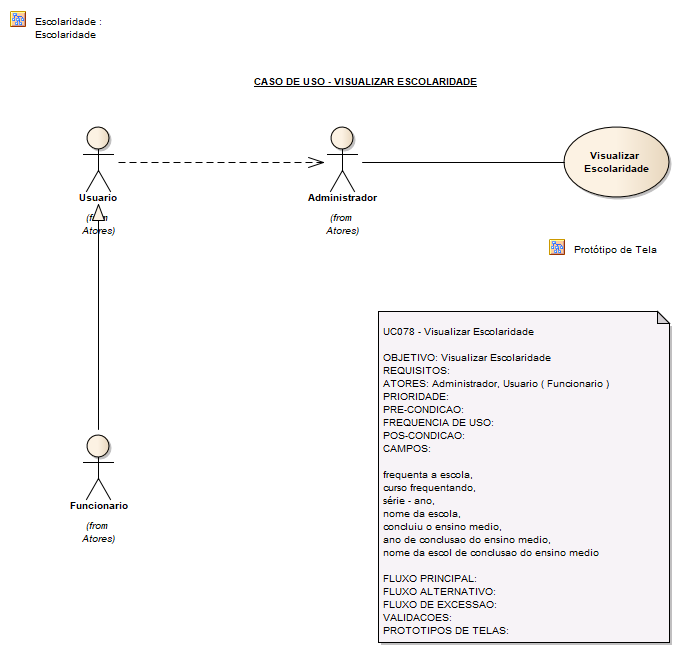 Escolaridade :
Escolaridade
CASO DE USO - VISUALIZAR ESCOLARIDADE
Visualizar
Escolaridade
Usuario
(from
Atores)
Administrador
(from
Atores)
Protótipo de Tela
UC078 - Visualizar Escolaridade
OBJETIVO: Visualizar Escolaridade
REQUISITOS:
ATORES: Administrador, Usuario ( Funcionario )
PRIORIDADE:
PRE-CONDICAO:
FREQUENCIA DE USO:
POS-CONDICAO:
CAMPOS:
frequenta a escola,
curso frequentando,
série - ano,
nome da escola,
concluiu o ensino medio,
ano de conclusao do ensino medio,
nome da escol de conclusao do ensino medio
FLUXO PRINCIPAL:
FLUXO ALTERNATIVO:
FLUXO DE EXCESSAO:
VALIDACOES:
PROTOTIPOS DE TELAS:
Funcionario
(from
Atores)